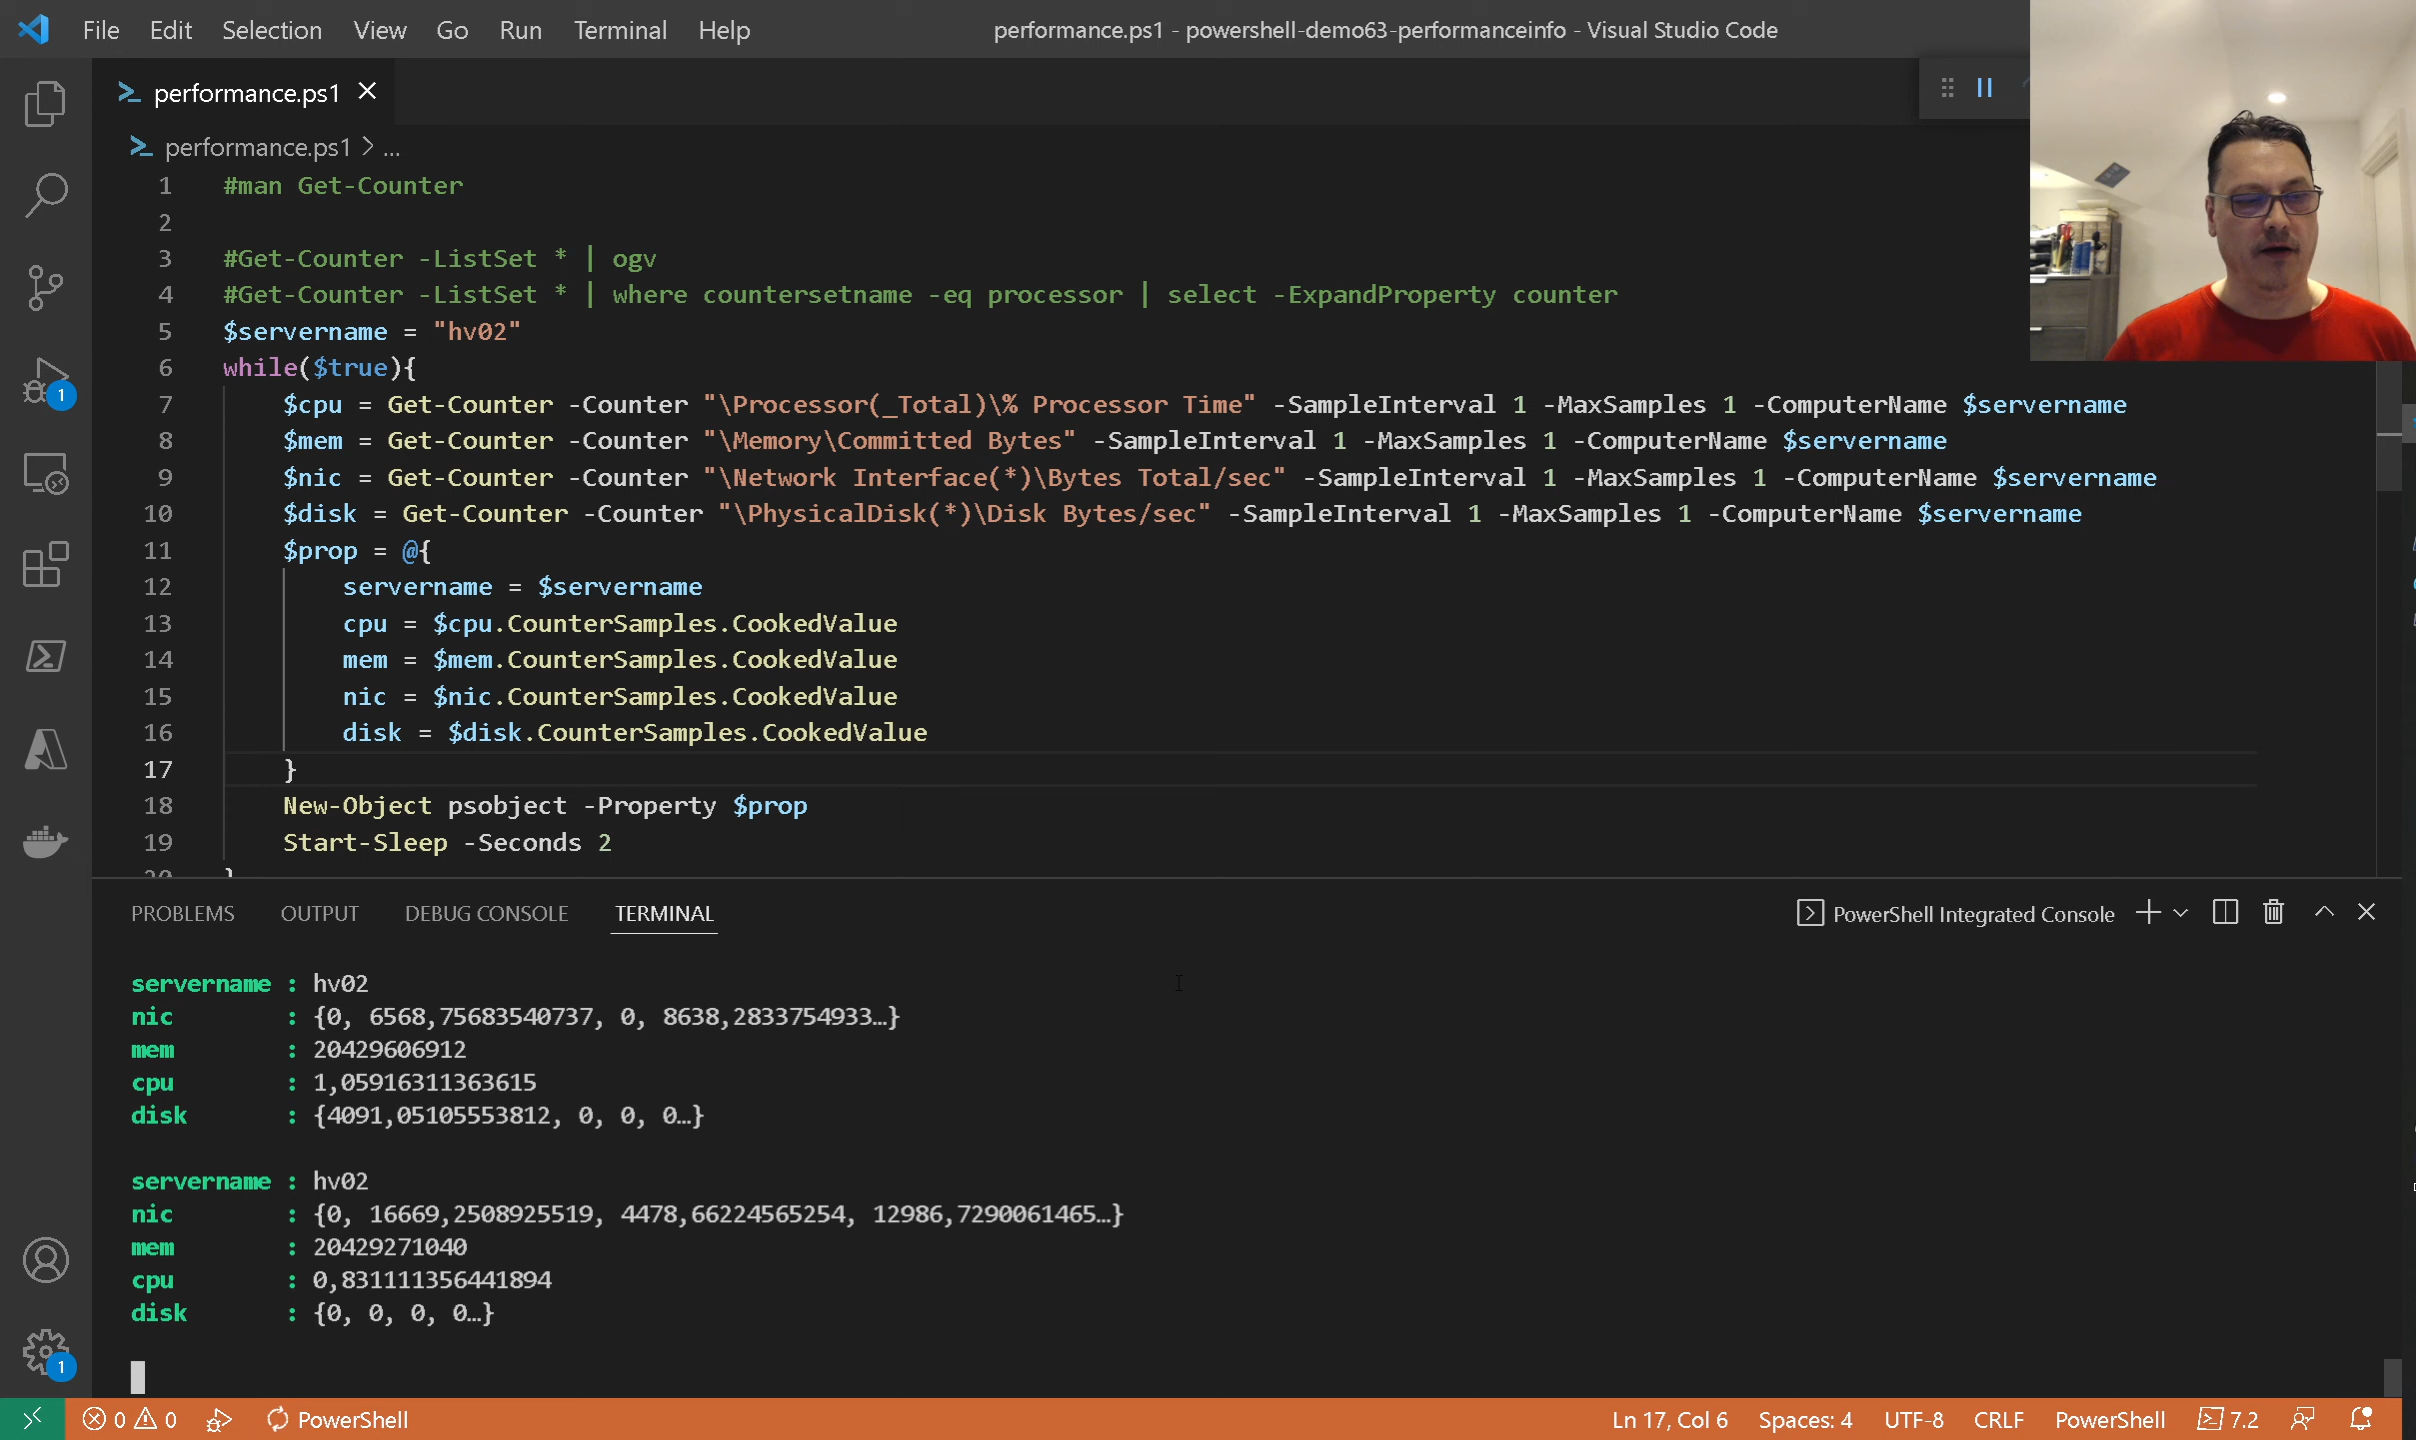 File Edit Selection View Go Run Terminal Help performance.ps1 - powershell-demo63-performanceinfo - Visual Studio Code
performance.ps1
performance.ps1 > ...
1 #man Get-Counter
2
3 #Get-Counter -ListSet * | ogv
4 #Get-Counter -ListSet * | where countersetname -eq processor | select -ExpandProperty counter
5 $servername = "hv02"
6 while($true){
7 $cpu = Get-Counter -Counter "\Processor(_Total)\% Processor Time" -SampleInterval 1 -MaxSamples 1 -ComputerName $servername
8 $mem = Get-Counter -Counter "\Memory\Committed Bytes" -SampleInterval 1 -MaxSamples 1 -ComputerName $servername
9 $nic = Get-Counter -Counter "\Network Interface(*)\Bytes Total/sec" -SampleInterval 1 -MaxSamples 1 -ComputerName $servername
10 $disk = Get-Counter -Counter "\PhysicalDisk(*)\Disk Bytes/sec" -SampleInterval 1 -MaxSamples 1 -ComputerName $servername
11 $prop = @{
12 servername = $servername
13 cpu = $cpu.CounterSamples.CookedValue
14 mem = $mem.CounterSamples.CookedValue
15 nic = $nic.CounterSamples.CookedValue
16 disk = $disk.CounterSamples.CookedValue
17 }
18 New-Object psobject -Property $prop
19 Start-Sleep -Seconds 2
20 }
PROBLEMS OUTPUT DEBUG CONSOLE TERMINAL PowerShell Integrated Console
servername : hv02
nic : {0, 6568,75683540737, 0, 8638,2833754933…}
mem : 20429606912
cpu : 1,05916311363615
disk : {4091,05105553812, 0, 0, 0…}
servername : hv02
nic : {0, 16669,2508925519, 4478,66224565254, 12986,7290061465…}
mem : 20429271040
cpu : 0,831111356441894
disk : {0, 0, 0, 0…}
1
1
0 0 PowerShell Ln 17, Col 6 Spaces: 4 UTF-8 CRLF PowerShell 7.2